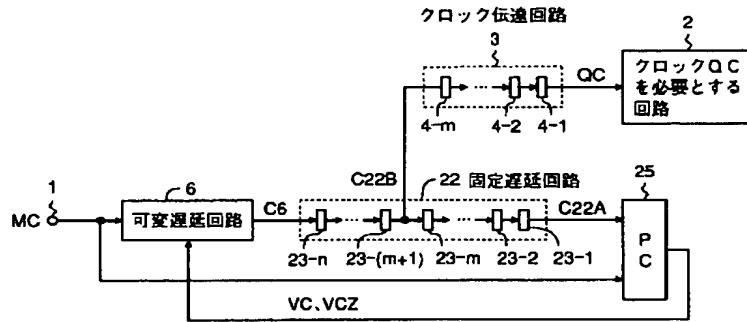 クロック伝達回路
3
2
4-m
4-2
4-1
QC
クロックQC
を必要とする
回路
C22B
22 固定遅延回路
25
1
MC
6
可変遅延回路
C6
C22A
P
C
23-n
23-(m+1)
23-m
23-2
23-1
VC、VCZ